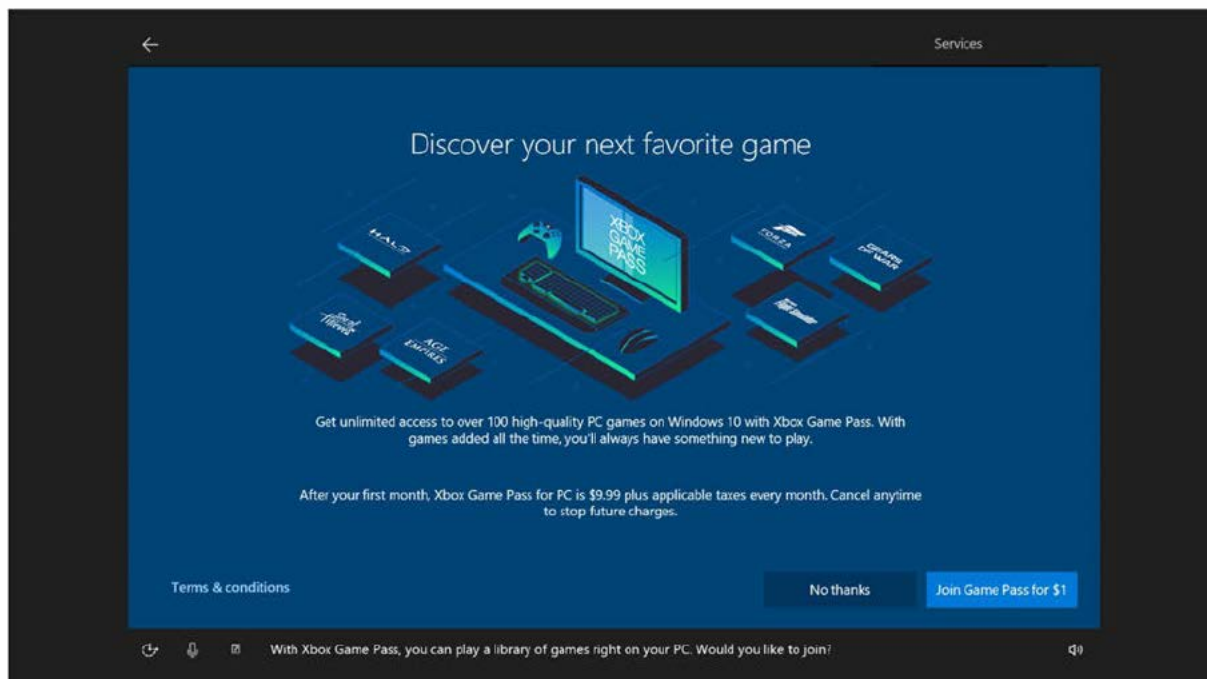 Services
Discover your next favorite game
HALO
XBOX
GAME
PASS
FORZA
GEARS
OF WAR
Sea of
Thieves
AGE
EMPIRES
Flight Simulator
Get unlimited access to over 100 high-quality PC games on Windows 10 with Xbox Game Pass. With
games added all the time, you'll always have something new to play.
After your first month, Xbox Game Pass for PC is $9.99 plus applicable taxes every month. Cancel anytime
to stop future charges.
Terms & conditions
No thanks
Join Game Pass for $1
With Xbox Game Pass, you can play a library of games right on your PC. Would you like to join?